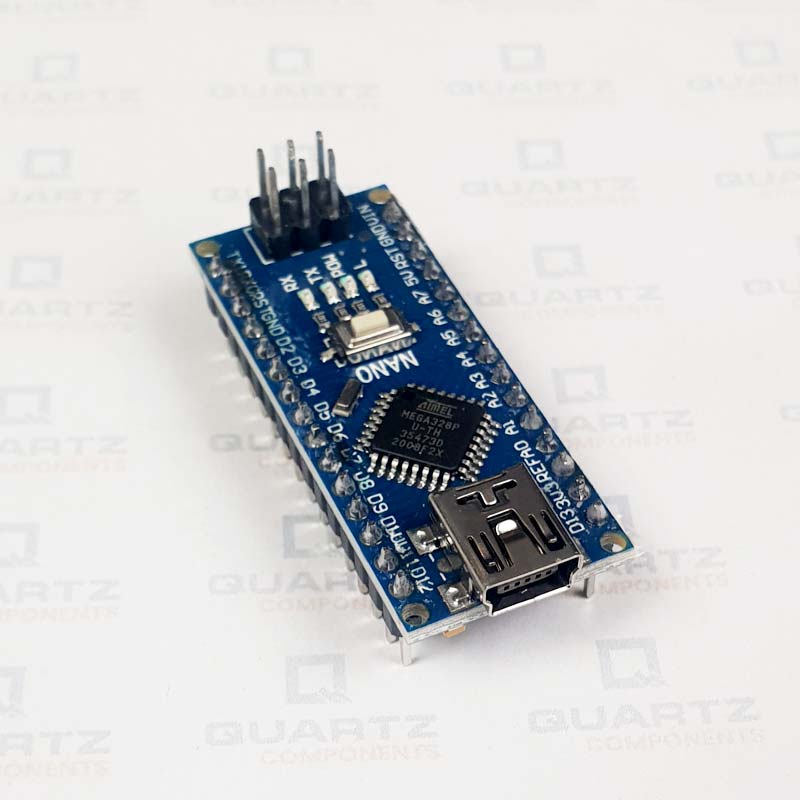 QUARTZ
COMPONENTS
RX
TX
POW
L
NANO
TX1 RX0 RST GND D2 D3 D4 D5 D6 D7 D8 D9 D10 D11 D12
VIN GND RST 5V A7 A6 A5 A4 A3 A2 A1 A0 REF 3V3 D13
ATMEL
MEGA328P
U-TH
35473D
2008F2X